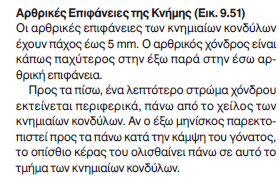 Αρθρικές Επιφάνειες της Κνήμης (Εικ. 9.51)
Οι αρθρικές επιφάνειες των κνημιαίων κονδύλων
έχουν πάχος έως 5 mm. Ο αρθρικός χόνδρος είναι
κάπως παχύτερος στην έξω παρά στην έσω αρ-
θρική επιφάνεια.
Προς τα πίσω, ένα λεπτότερο στρώμα χόνδρου
εκτείνεται περιφερικά, πάνω από το χείλος των
κνημιαίων κονδύλων. Αν ο έξω μηνίσκος παρεκτο-
πιστεί προς τα πάνω κατά την κάμψη του γόνατος,
το οπίσθιο κέρας του ολισθαίνει πάνω σε αυτό το
τμήμα των κνημιαίων κονδύλων.